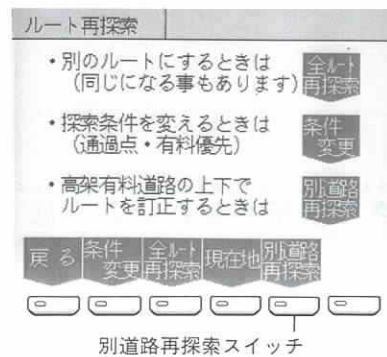 ルート再探索
・別のルートにするときは
（同じになる事もあります）
全ルート
再探索
・探索条件を変えるときは
（通過点・有料優先）
条件
変更
・高架有料道路の上下で
ルートを訂正するときは
別道路
再探索
戻る
条件
変更
全ルート
再探索
現在地
別道路
再探索
別道路再探索スイッチ